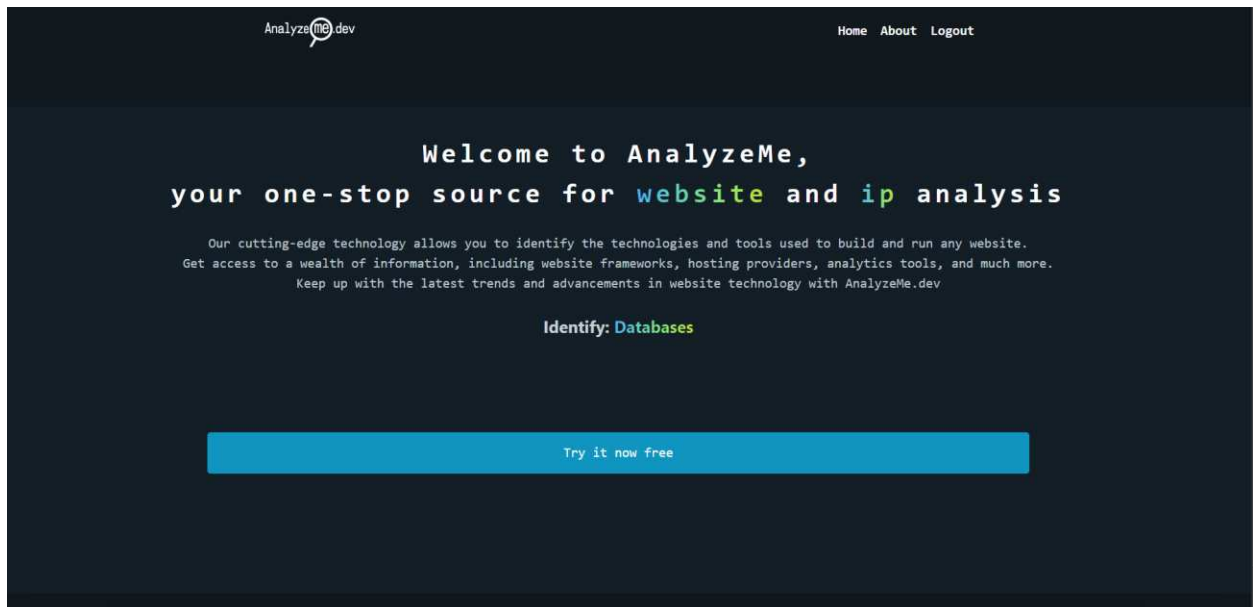 Analyzeme.dev
Home About Logout
Welcome to AnalyzeMe,
your one-stop source for website and ip analysis
Our cutting-edge technology allows you to identify the technologies and tools used to build and run any website.
Get access to a wealth of information, including website frameworks, hosting providers, analytics tools, and much more.
Keep up with the latest trends and advancements in website technology with AnalyzeMe.dev
Identify: Databases
Try it now free